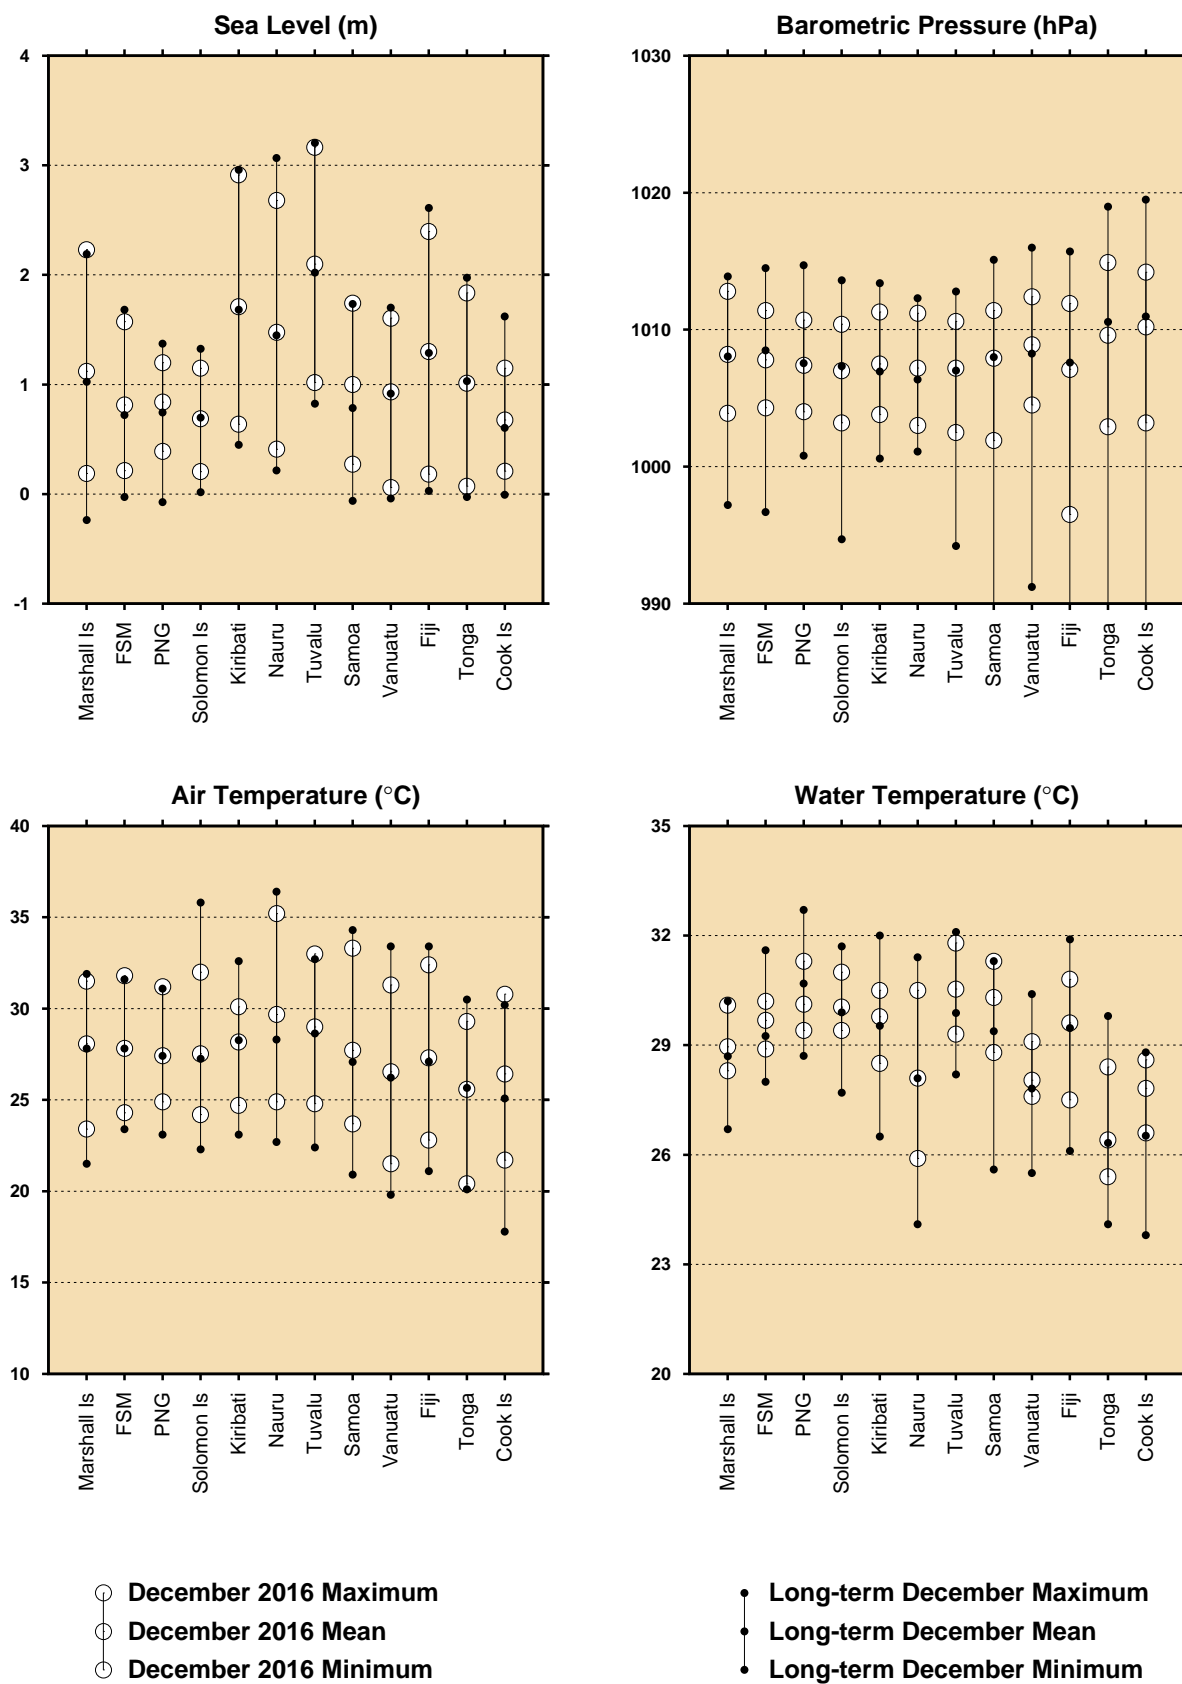 Sea Level (m)
4
3
2
1
0
-1
Marshall Is
FSM
PNG
Solomon Is
Kiribati
Nauru
Tuvalu
Samoa
Vanuatu
Fiji
Tonga
Cook Is
Barometric Pressure (hPa)
1030
1020
1010
1000
990
Marshall Is
FSM
PNG
Solomon Is
Kiribati
Nauru
Tuvalu
Samoa
Vanuatu
Fiji
Tonga
Cook Is
Air Temperature (°C)
40
35
30
25
20
15
10
Marshall Is
FSM
PNG
Solomon Is
Kiribati
Nauru
Tuvalu
Samoa
Vanuatu
Fiji
Tonga
Cook Is
Water Temperature (°C)
35
32
29
26
23
20
Marshall Is
FSM
PNG
Solomon Is
Kiribati
Nauru
Tuvalu
Samoa
Vanuatu
Fiji
Tonga
Cook Is
December 2016 Maximum
December 2016 Mean
December 2016 Minimum
Long-term December Maximum
Long-term December Mean
Long-term December Minimum